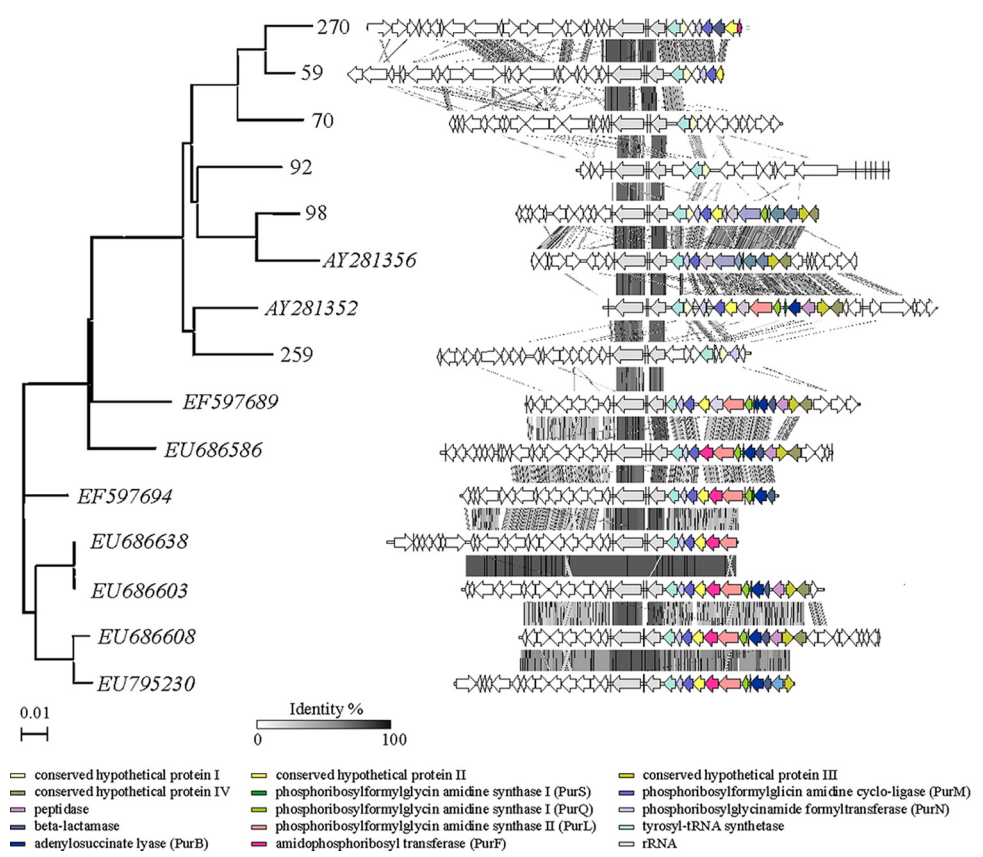 270
59
70
92
98
AY281356
AY281352
259
EF597689
EU686586
EF597694
EU686638
EU686603
EU686608
EU795230
0.01
Identity %
0 100
conserved hypothetical protein I conserved hypothetical protein II conserved hypothetical protein III
conserved hypothetical protein IV phosphoribosylformylglycin amidine synthase I (PurS) phosphoribosylformylglicin amidine cyclo-ligase (PurM)
peptidase phosphoribosylformylglycin amidine synthase I (PurQ) phosphoribosylglycinamide formyltransferase (PurN)
beta-lactamase phosphoribosylformylglycin amidine synthase II (PurL) tyrosyl-tRNA synthetase
adenylosuccinate lyase (PurB) amidophosphoribosyl transferase (PurF) rRNA